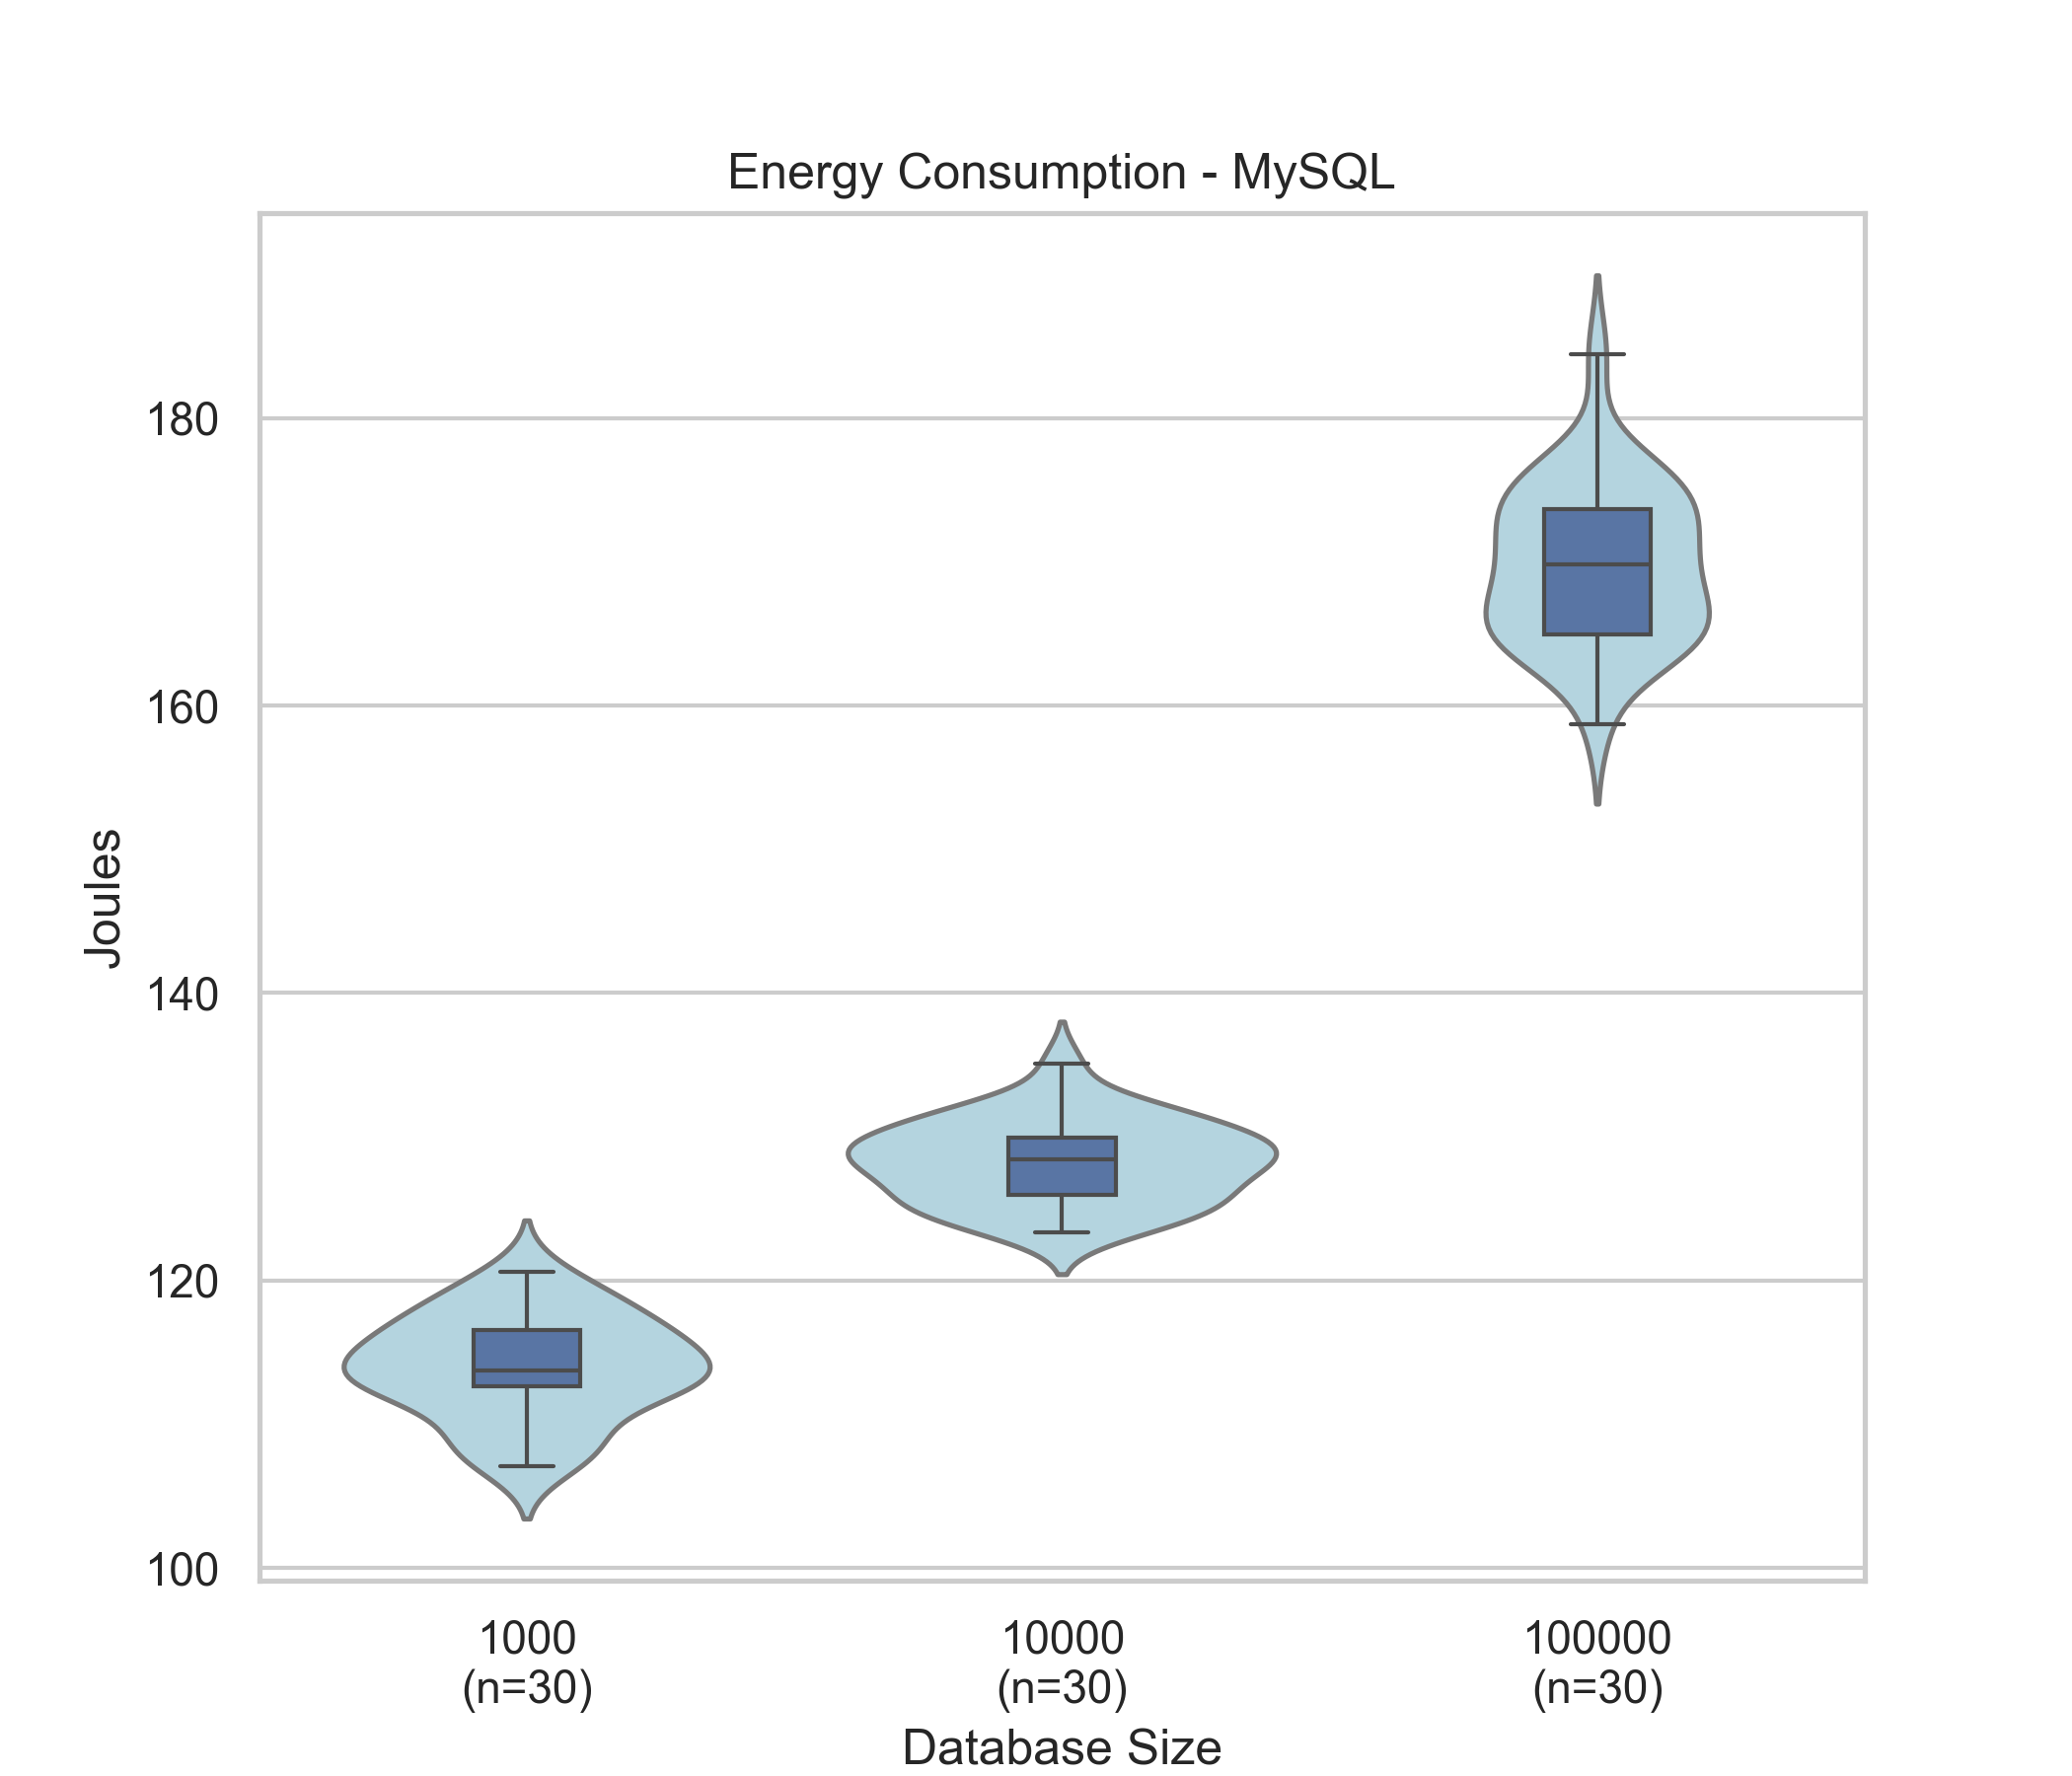 Energy Consumption - MySQL
Joules
180
160
140
120
100
1000
(n=30)
10000
(n=30)
100000
(n=30)
Database Size